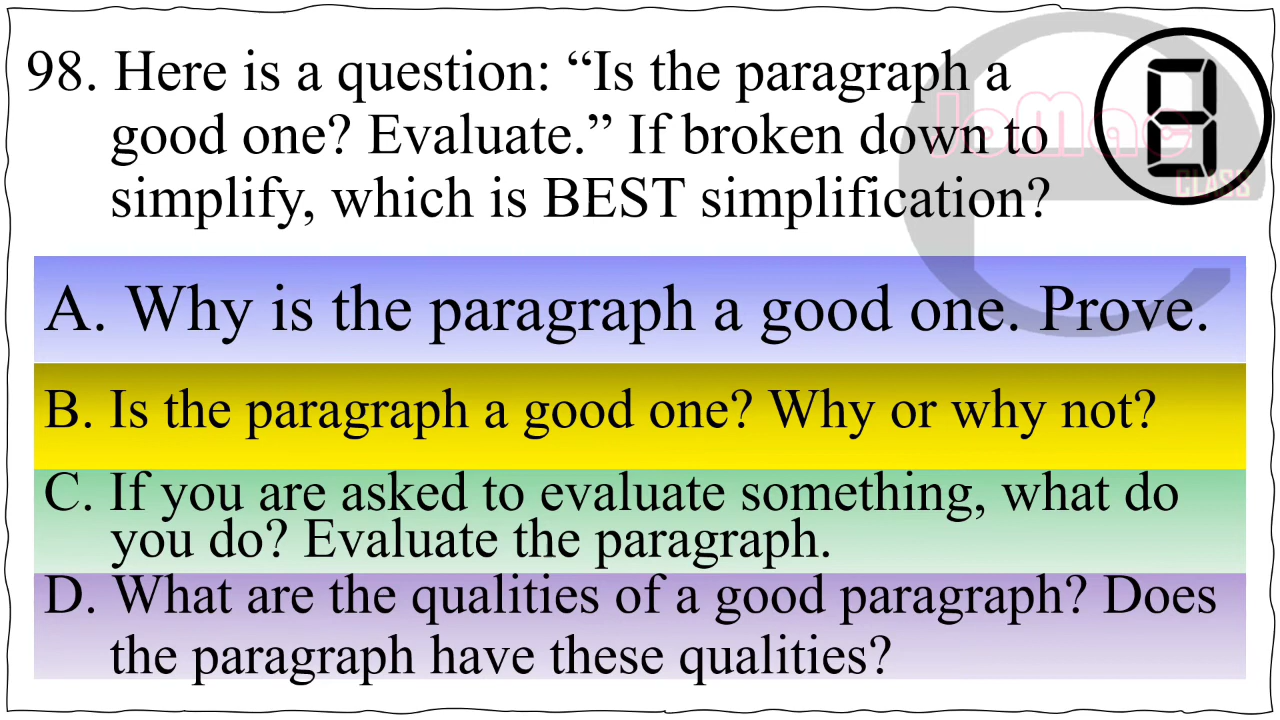 98. Here is a question: “Is the paragraph a
good one? Evaluate.” If broken down to
simplify, which is BEST simplification?
JoMac
CLASS
8
A. Why is the paragraph a good one. Prove.
B. Is the paragraph a good one? Why or why not?
C. If you are asked to evaluate something, what do
you do? Evaluate the paragraph.
D. What are the qualities of a good paragraph? Does
the paragraph have these qualities?